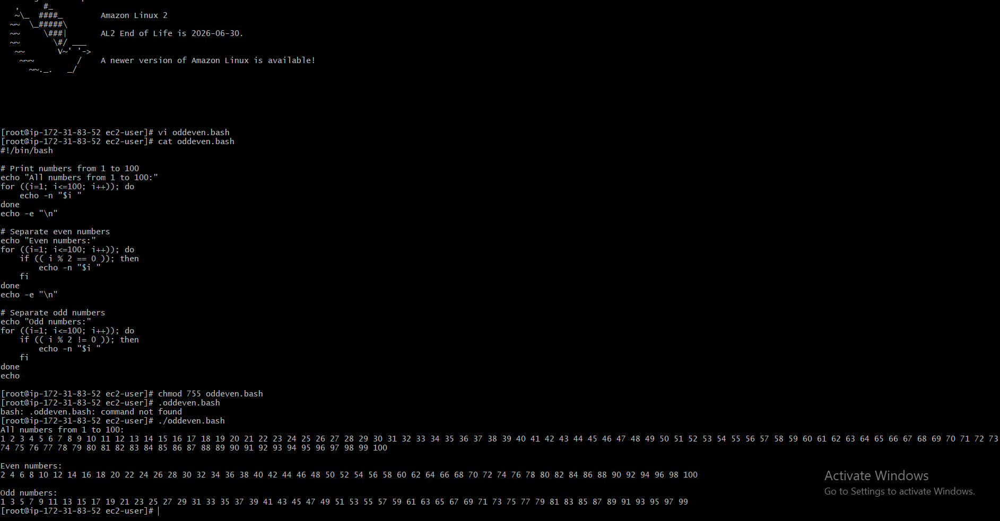 ,     #_
~\_  ####_        Amazon Linux 2
~~  \_#####\
~~     \###|       AL2 End of Life is 2026-06-30.
~~       \#/ ___
~~       V~' '->
~~~         /    A newer version of Amazon Linux is available!
~~._.   _/
[root@ip-172-31-83-52 ec2-user]# vi oddeven.bash
[root@ip-172-31-83-52 ec2-user]# cat oddeven.bash
#!/bin/bash
# Print numbers from 1 to 100
echo "All numbers from 1 to 100:"
for ((i=1; i<=100; i++)); do
    echo -n "$i "
done
echo -e "\n"
# Separate even numbers
echo "Even numbers:"
for ((i=1; i<=100; i++)); do
    if (( i % 2 == 0 )); then
        echo -n "$i "
    fi
done
echo -e "\n"
# Separate odd numbers
echo "Odd numbers:"
for ((i=1; i<=100; i++)); do
    if (( i % 2 != 0 )); then
        echo -n "$i "
    fi
done
echo
[root@ip-172-31-83-52 ec2-user]# chmod 755 oddeven.bash
[root@ip-172-31-83-52 ec2-user]# .oddeven.bash
bash: .oddeven.bash: command not found
[root@ip-172-31-83-52 ec2-user]# ./oddeven.bash
All numbers from 1 to 100:
1 2 3 4 5 6 7 8 9 10 11 12 13 14 15 16 17 18 19 20 21 22 23 24 25 26 27 28 29 30 31 32 33 34 35 36 37 38 39 40 41 42 43 44 45 46 47 48 49 50 51 52 53 54 55 56 57 58 59 60 61 62 63 64 65 66 67 68 69 70 71 72 73
74 75 76 77 78 79 80 81 82 83 84 85 86 87 88 89 90 91 92 93 94 95 96 97 98 99 100
Even numbers:
2 4 6 8 10 12 14 16 18 20 22 24 26 28 30 32 34 36 38 40 42 44 46 48 50 52 54 56 58 60 62 64 66 68 70 72 74 76 78 80 82 84 86 88 90 92 94 96 98 100
Odd numbers:
1 3 5 7 9 11 13 15 17 19 21 23 25 27 29 31 33 35 37 39 41 43 45 47 49 51 53 55 57 59 61 63 65 67 69 71 73 75 77 79 81 83 85 87 89 91 93 95 97 99
[root@ip-172-31-83-52 ec2-user]#
Activate Windows
Go to Settings to activate Windows.